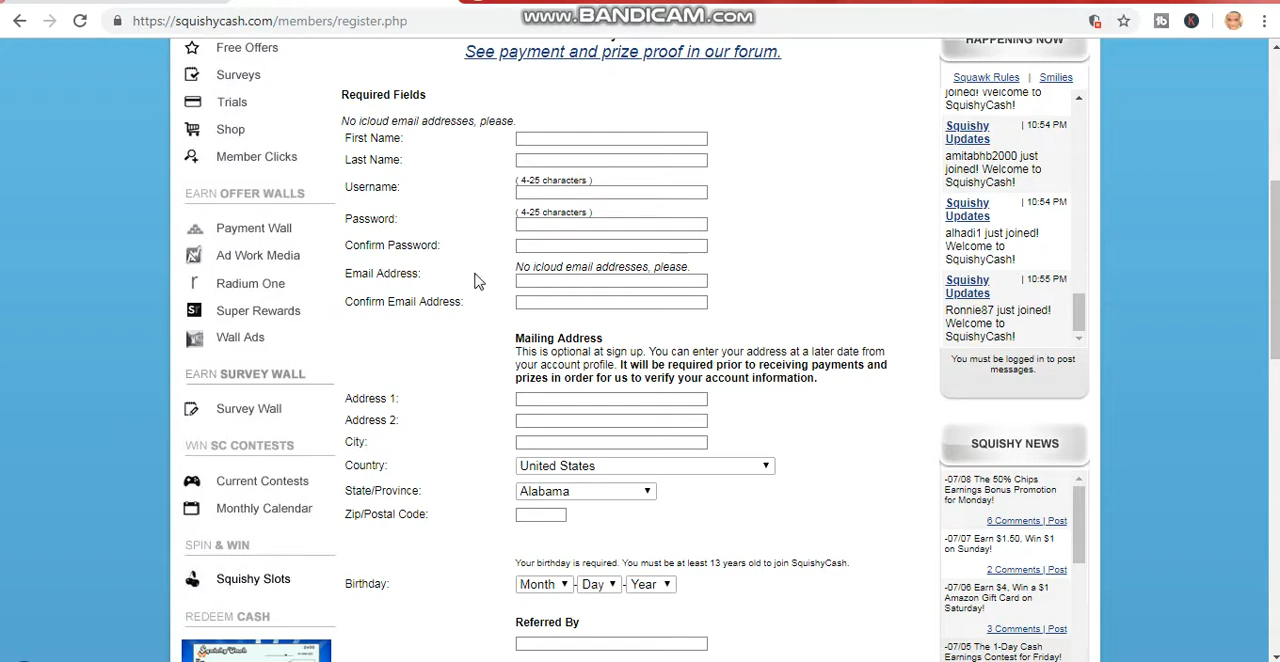 https://squishycash.com/members/register.php
www.BANDICAM.com
Free Offers
Surveys
Trials
Shop
Member Clicks
EARN OFFER WALLS
Payment Wall
Ad Work Media
Radium One
Super Rewards
Wall Ads
EARN SURVEY WALL
Survey Wall
WIN SC CONTESTS
Current Contests
Monthly Calendar
SPIN & WIN
Squishy Slots
REDEEM CASH
See payment and prize proof in our forum.
Required Fields
No icloud email addresses, please.
First Name:
Last Name:
( 4-25 characters )
Username:
( 4-25 characters )
Password:
Confirm Password:
No icloud email addresses, please.
Email Address:
Confirm Email Address:
Mailing Address
This is optional at sign up. You can enter your address at a later date from
your account profile. It will be required prior to receiving payments and
prizes in order for us to verify your account information.
Address 1:
Address 2:
City:
Country: United States
State/Province: Alabama
Zip/Postal Code:
Your birthday is required. You must be at least 13 years old to join SquishyCash.
Birthday: Month - Day - Year
Referred By
HAPPENING NOW
Squawk Rules | Smilies
joined! Welcome to
SquishyCash!
Squishy Updates | 10:54 PM
amitabhb2000 just
joined! Welcome to
SquishyCash!
Squishy Updates | 10:54 PM
alhadi1 just joined!
Welcome to
SquishyCash!
Squishy Updates | 10:55 PM
Ronnie87 just joined!
Welcome to
SquishyCash!
You must be logged in to post
messages.
SQUISHY NEWS
-07/08 The 50% Chips
Earnings Bonus Promotion
for Monday!
6 Comments | Post
-07/07 Earn $1.50, Win $1
on Sunday!
2 Comments | Post
-07/06 Earn $4, Win a $1
Amazon Gift Card on
Saturday!
3 Comments | Post
-07/05 The 1-Day Cash
Earnings Contest for Friday!